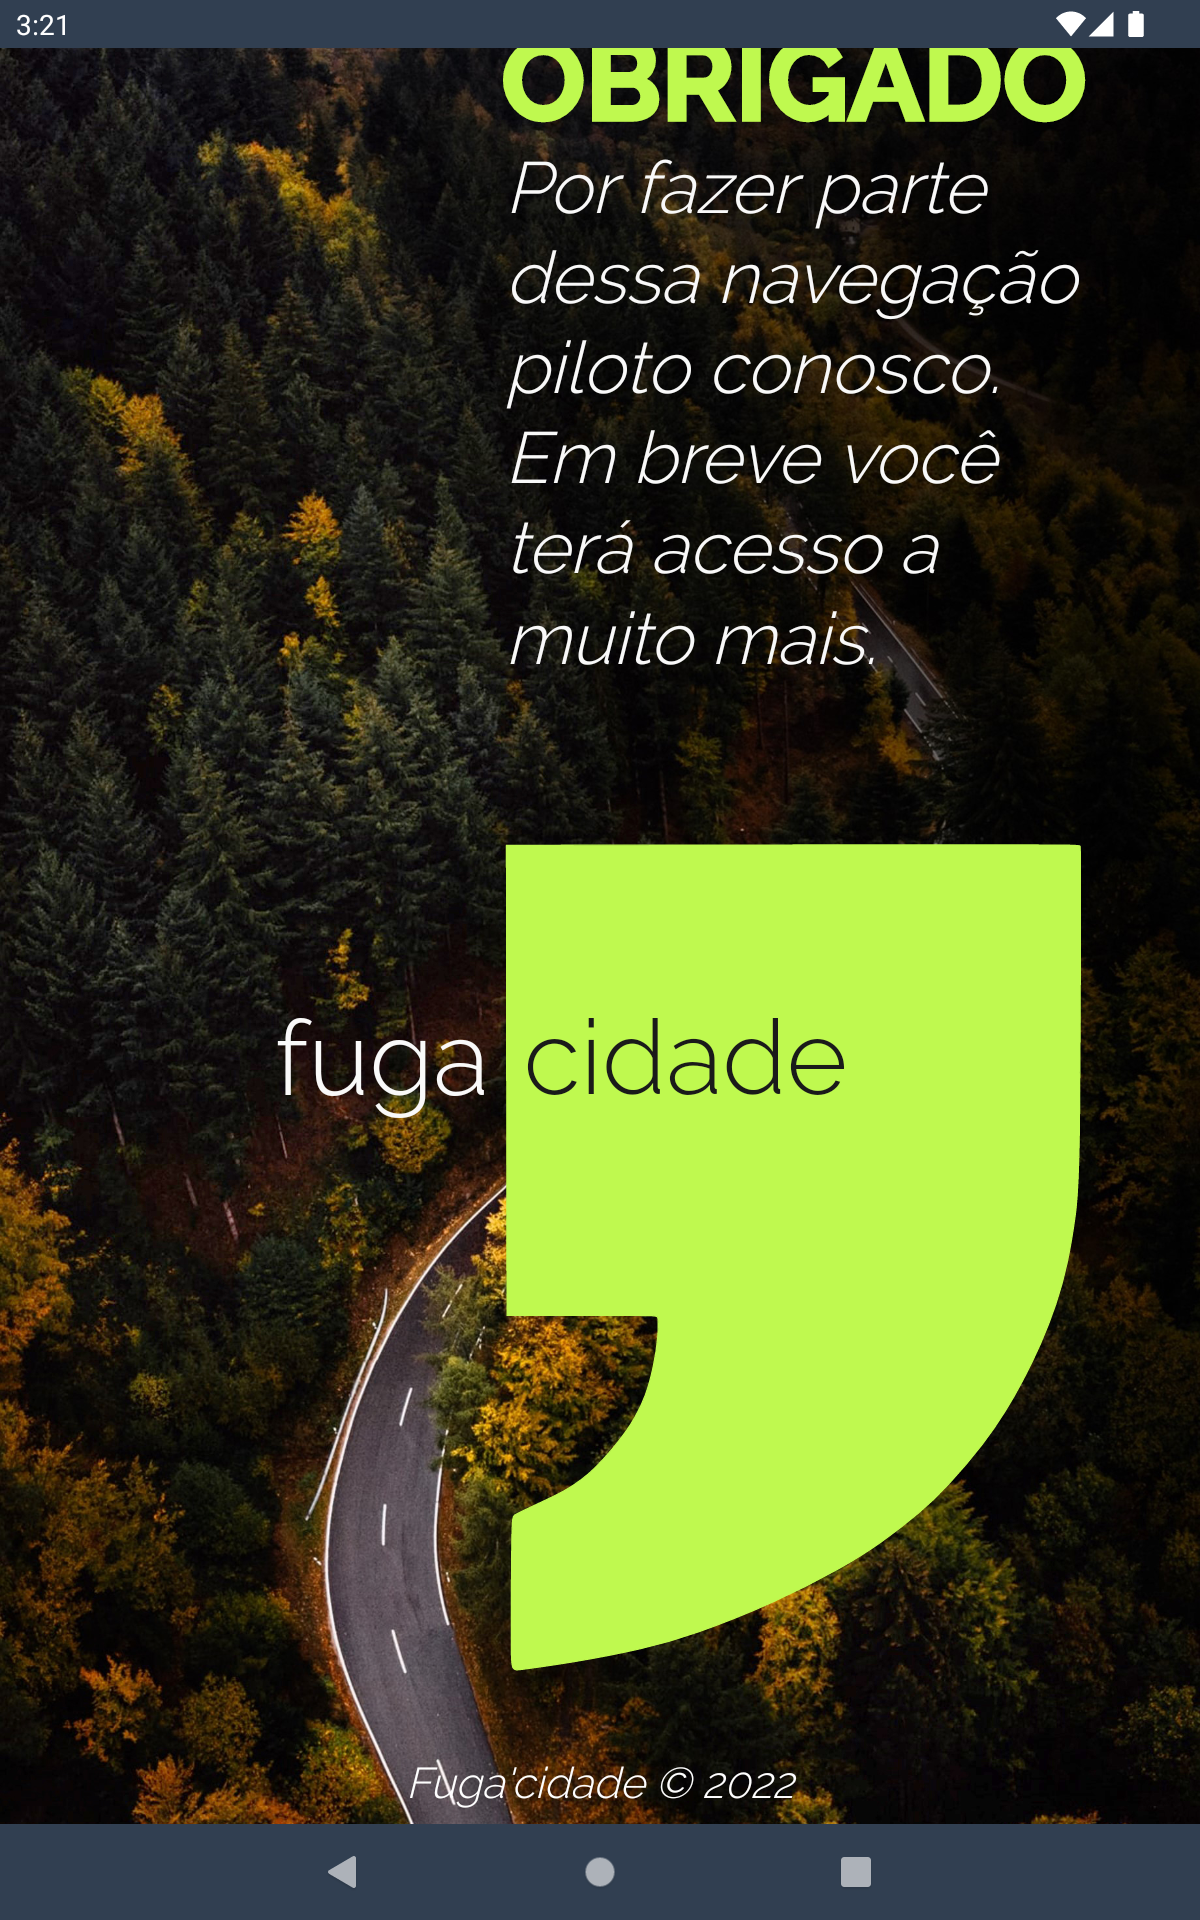 3:21
OBRIGADO
Por fazer parte
dessa navegação
piloto conosco.
Em breve você
terá acesso a
muito mais.
fuga cidade
Fuga'cidade © 2022